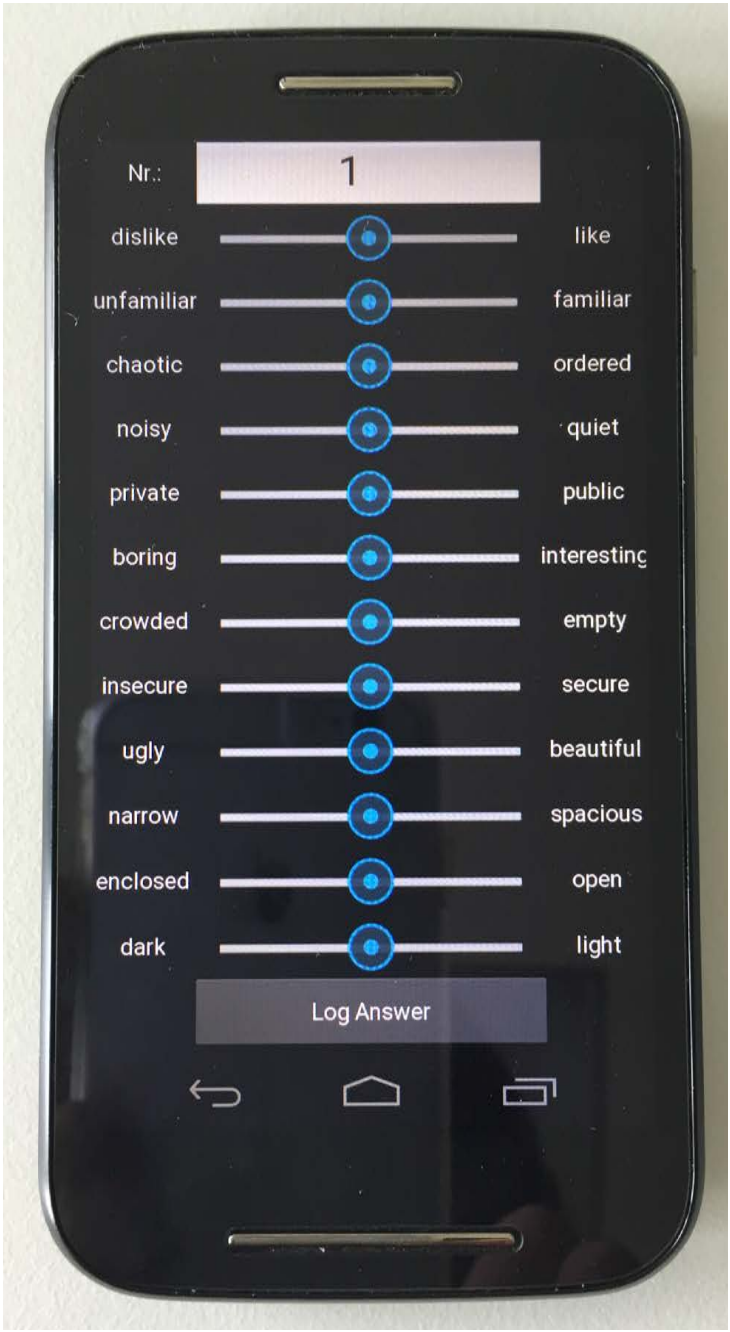 Nr.: 1
dislike like
unfamiliar familiar
chaotic ordered
noisy quiet
private public
boring interesting
crowded empty
insecure secure
ugly beautiful
narrow spacious
enclosed open
dark light
Log Answer